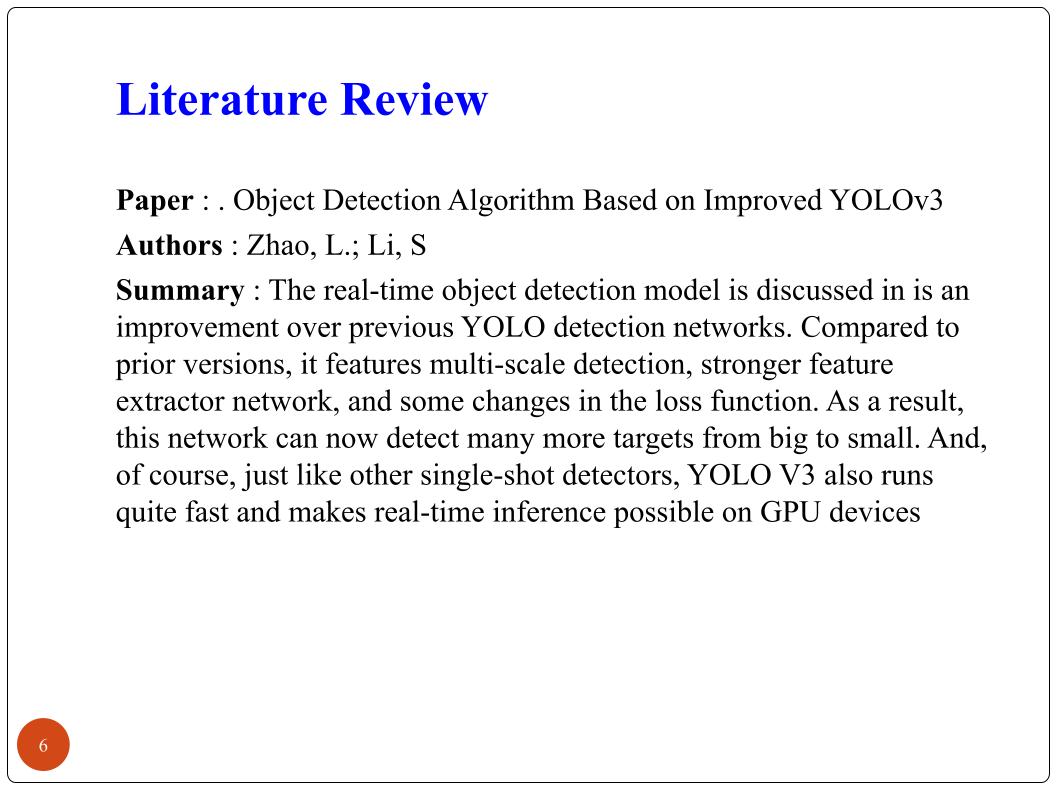 Literature Review
Paper : . Object Detection Algorithm Based on Improved YOLOv3
Authors : Zhao, L.; Li, S
Summary : The real-time object detection model is discussed in is an
improvement over previous YOLO detection networks. Compared to
prior versions, it features multi-scale detection, stronger feature
extractor network, and some changes in the loss function. As a result,
this network can now detect many more targets from big to small. And,
of course, just like other single-shot detectors, YOLO V3 also runs
quite fast and makes real-time inference possible on GPU devices
6